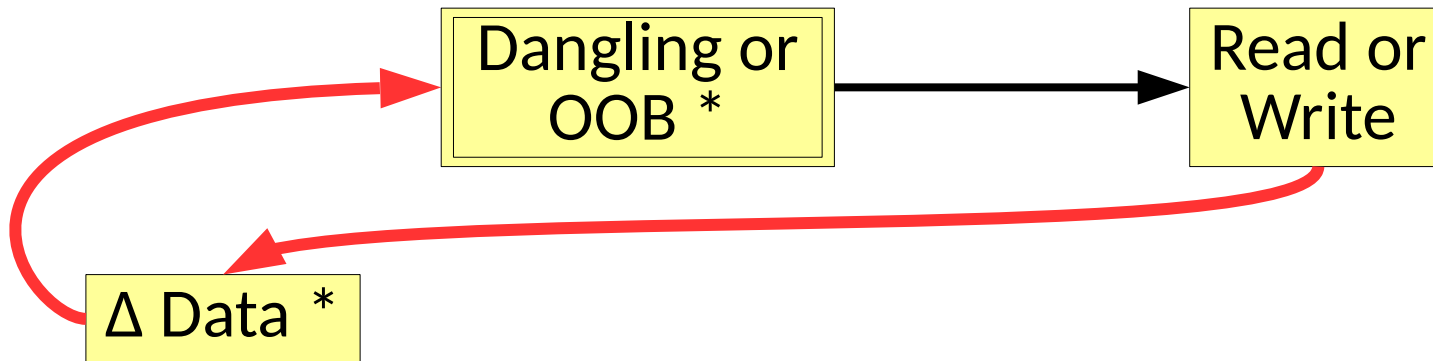 Dangling or
OOB *
Read or
Write
Δ Data *